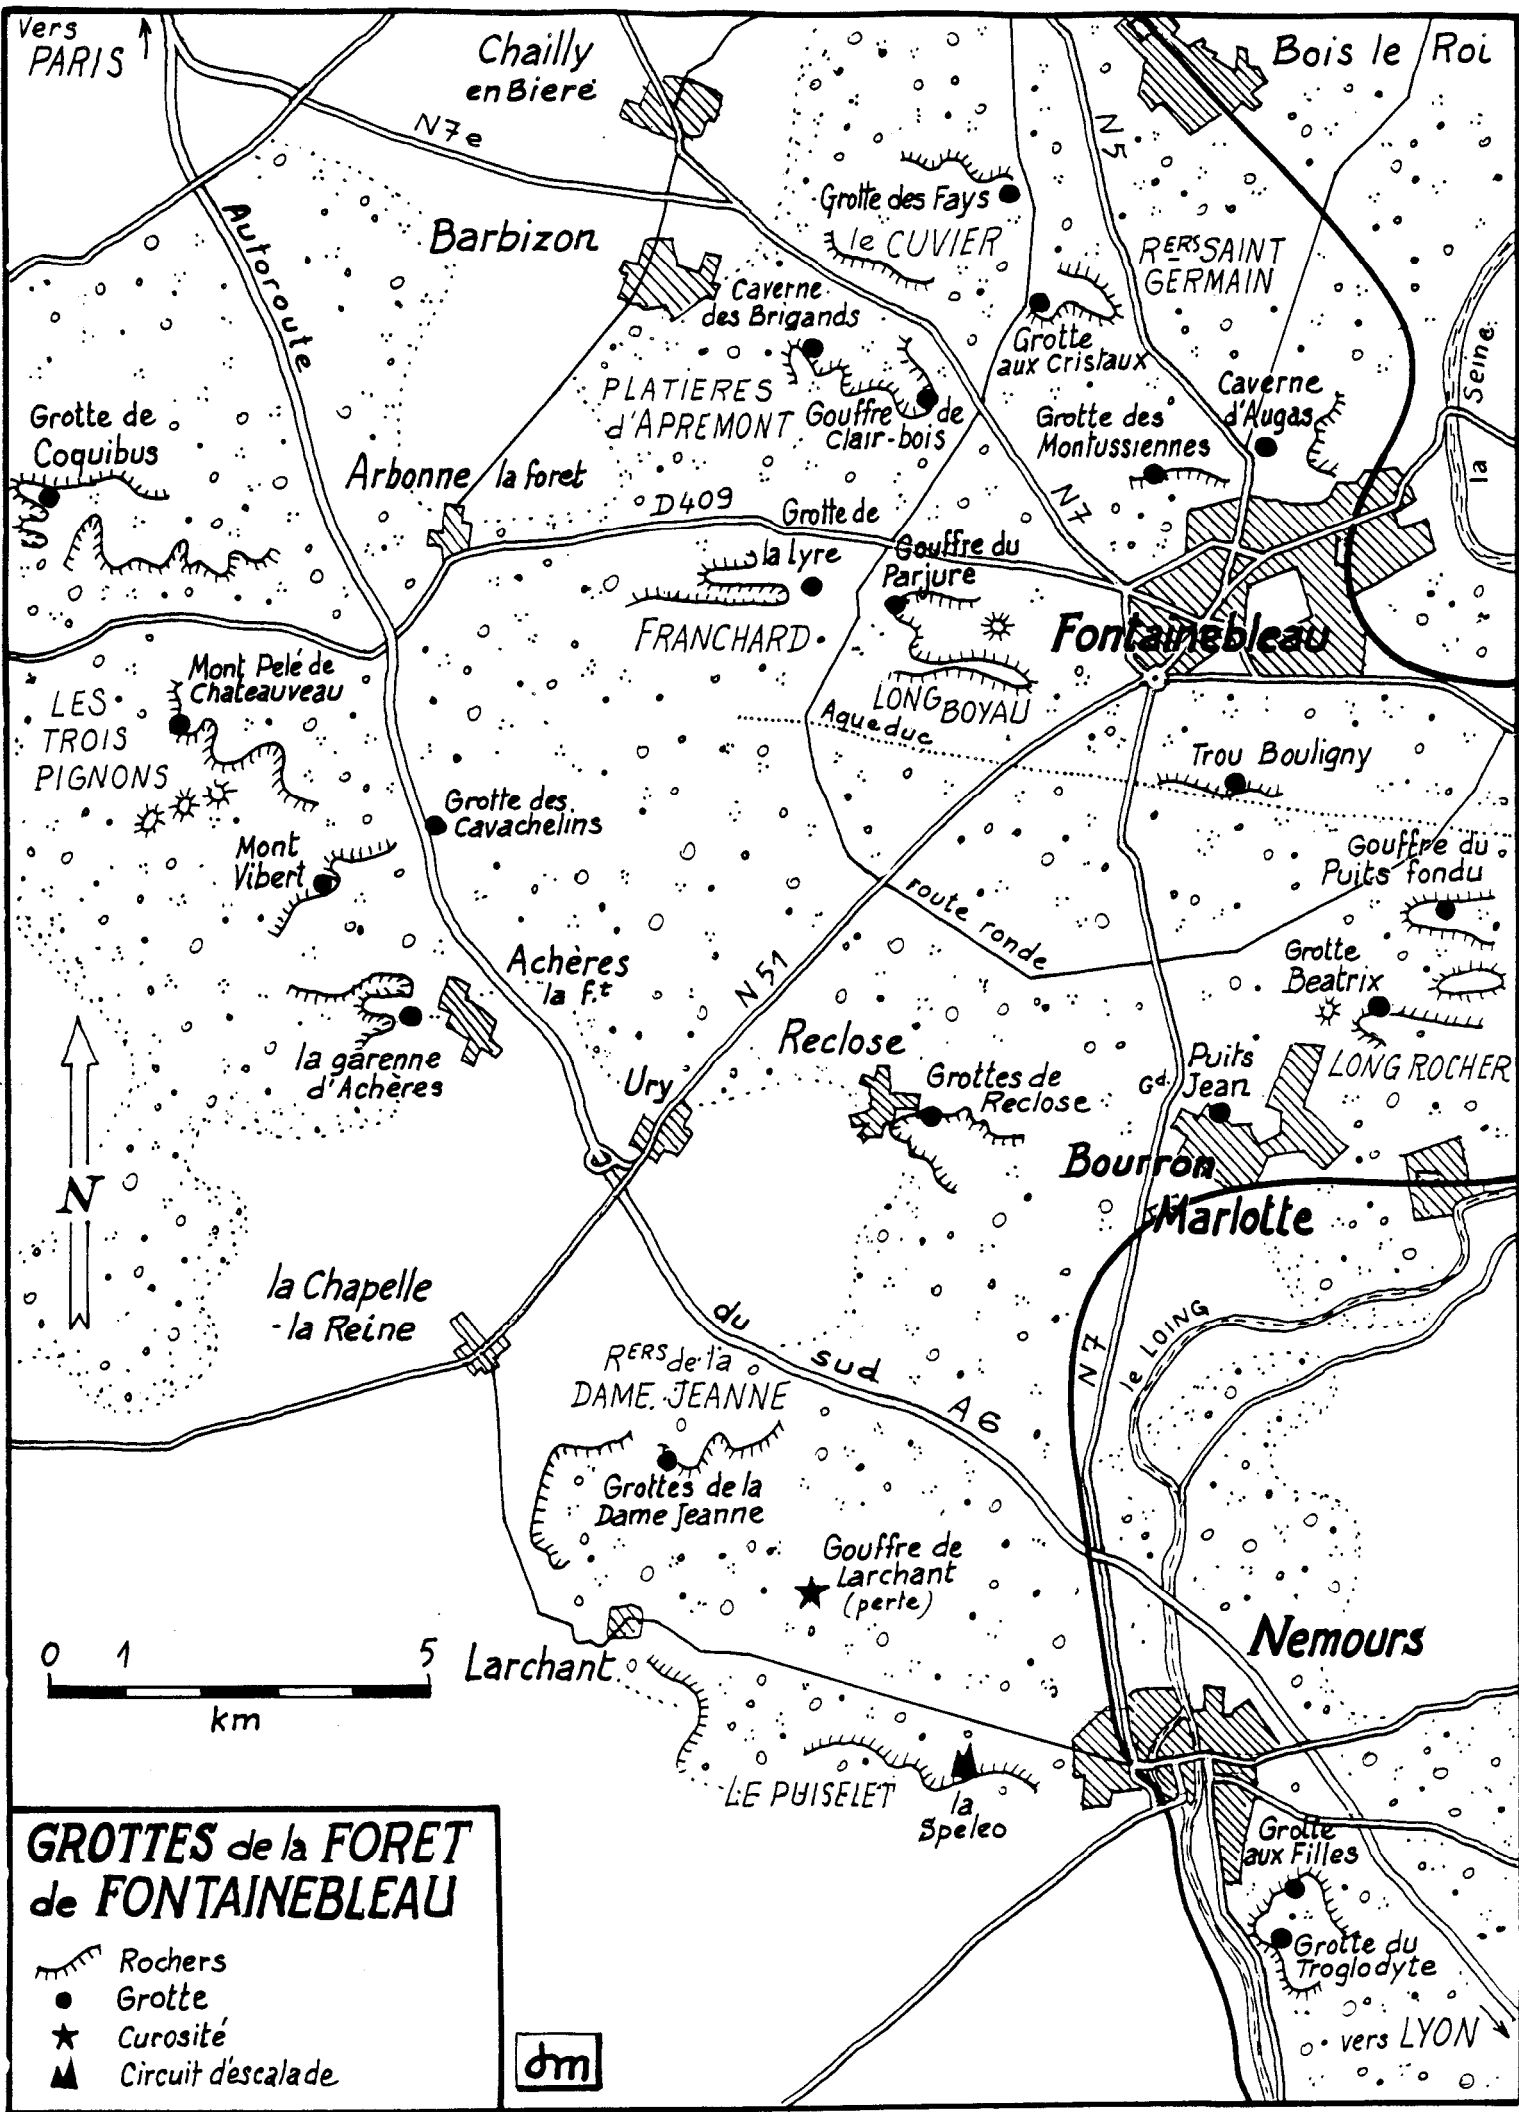 Vers
PARIS
Chailly
en Biere
Bois le Roi
N7e
N5
Grotte des Fays
le CUVIER
Barbizon
RERS SAINT
GERMAIN
Autoroute
Caverne
des Brigands
Grotte
aux Cristaux
la Seine
PLATIERES
d'APREMONT
Gouffre de
Clair-bois
Caverne
d'Augas
Grotte des
Montussiennes
Grotte de
Coquibus
Arbonne la foret
D409
N7
Grotte de
la Lyre
Gouffre du
Parjure
FRANCHARD
Fontainebleau
Mont Pelé de
Chateauveau
LES
TROIS
PIGNONS
LONG BOYAU
Aqueduc
Trou Bouligny
Grotte des
Cavachelins
Mont
Vibert
Gouffre du
Puits fondu
route ronde
Achères
la f.t
N51
Grotte
Beatrix
Reclose
la garenne
d'Achères
Ury
Grottes de
Reclose
Puits
Gd. Jean
LONG ROCHER
Bourron
Marlotte
N
la Chapelle
-la Reine
du
sud
A6
N7
le LOING
RERS de la
DAME. JEANNE
Grottes de la
Dame Jeanne
Gouffre de
Larchant
(perte)
Nemours
0 1 5
km
Larchant
LE PUISELET
la
Speleo
Grotte
aux Filles
Grotte du
Troglodyte
vers LYON
GROTTES de la FORET
de FONTAINEBLEAU
Rochers
Grotte
Curosité
Circuit d'escalade
dm